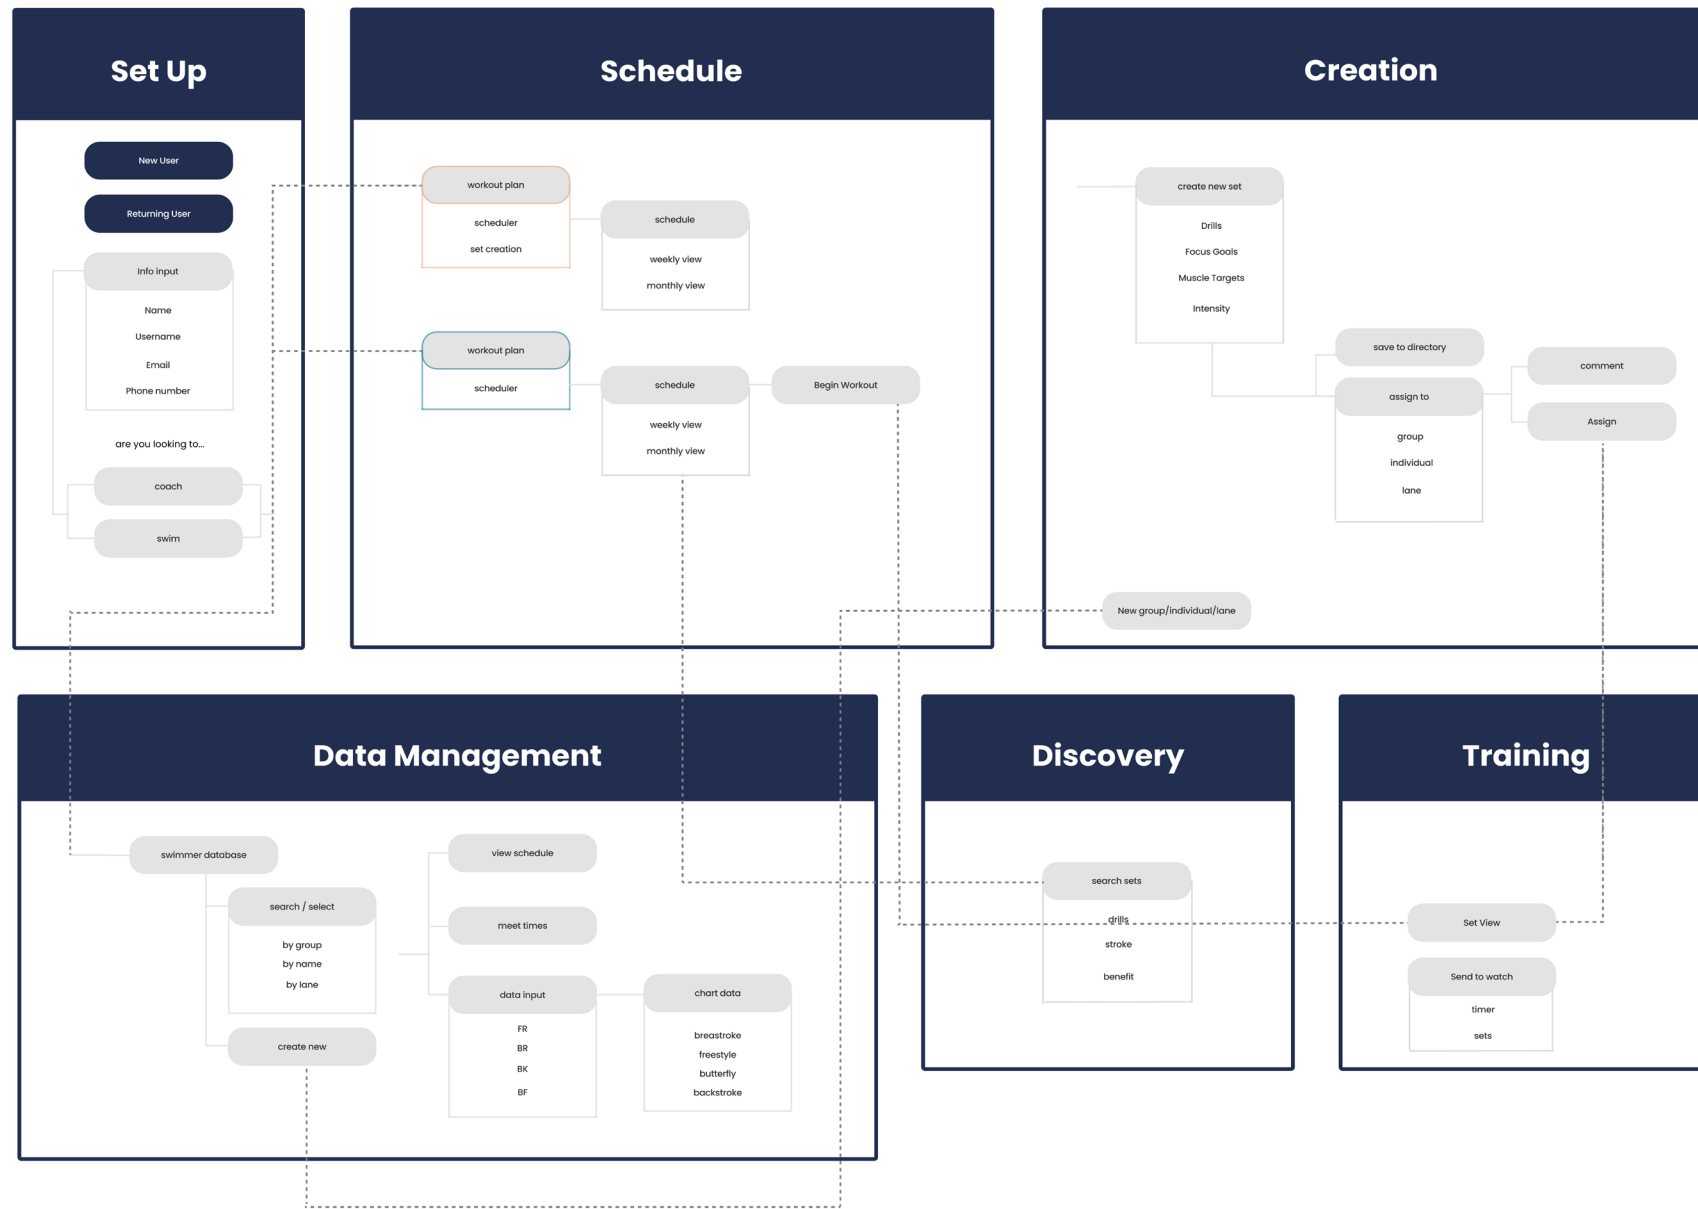 Set Up
New User
Returning User
Info input
Name
Username
Email
Phone number
are you looking to...
coach
swim
Schedule
workout plan
scheduler
set creation
schedule
weekly view
monthly view
workout plan
scheduler
schedule
weekly view
monthly view
Begin Workout
Creation
create new set
Drills
Focus Goals
Muscle Targets
Intensity
save to directory
assign to
group
individual
lane
comment
Assign
New group/individual/lane
Data Management
swimmer database
search / select
by group
by name
by lane
create new
view schedule
meet times
data input
FR
BR
BK
BF
chart data
breastroke
freestyle
butterfly
backstroke
Discovery
search sets
drills
stroke
benefit
Training
Set View
Send to watch
timer
sets